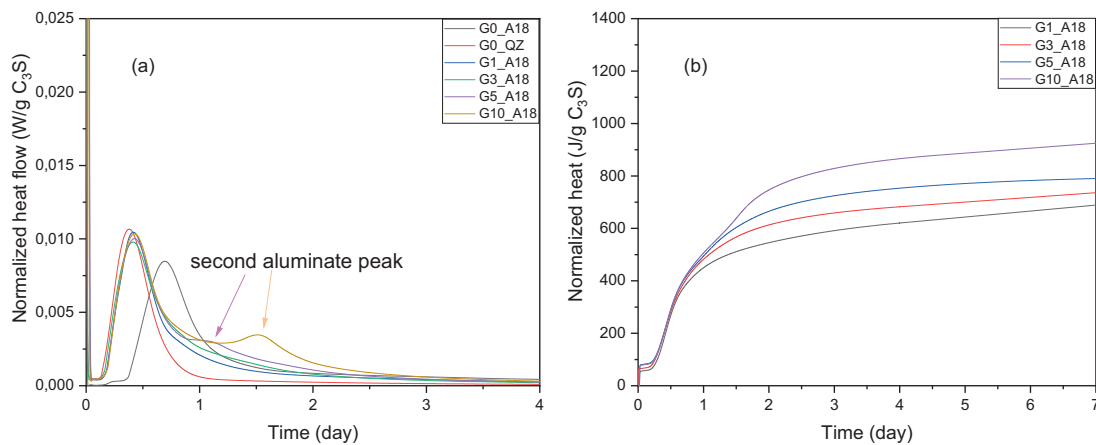 (a)
G0_A18
G0_QZ
G1_A18
G3_A18
G5_A18
G10_A18
second aluminate peak
Normalized heat flow (W/g C₃S)
0,025
0,020
0,015
0,010
0,005
0,000
0
1
2
3
4
Time (day)
(b)
G1_A18
G3_A18
G5_A18
G10_A18
Normalized heat (J/g C₃S)
1400
1200
1000
800
600
400
200
0
0
1
2
3
4
5
6
7
Time (day)